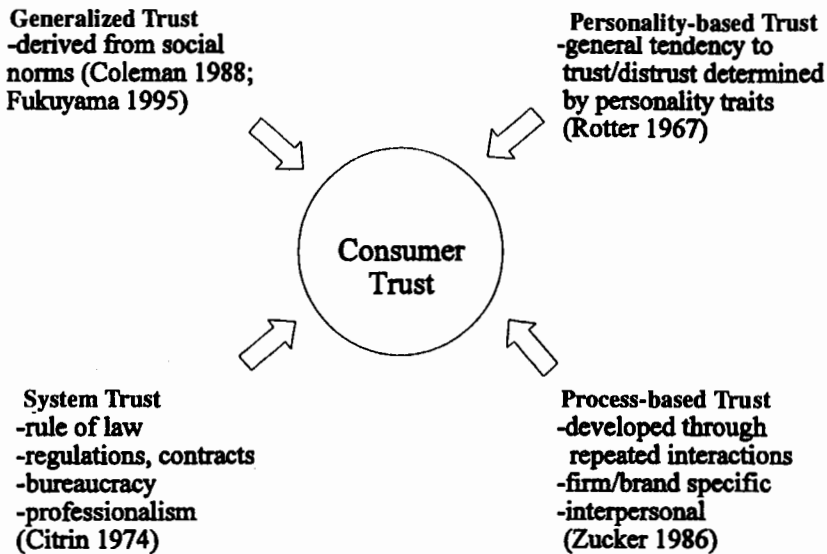 Generalized Trust
-derived from social
norms (Coleman 1988;
Fukuyama 1995)
Personality-based Trust
-general tendency to
trust/distrust determined
by personality traits
(Rotter 1967)
Consumer
Trust
System Trust
-rule of law
-regulations, contracts
-bureaucracy
-professionalism
(Citrin 1974)
Process-based Trust
-developed through
repeated interactions
-firm/brand specific
-interpersonal
(Zucker 1986)